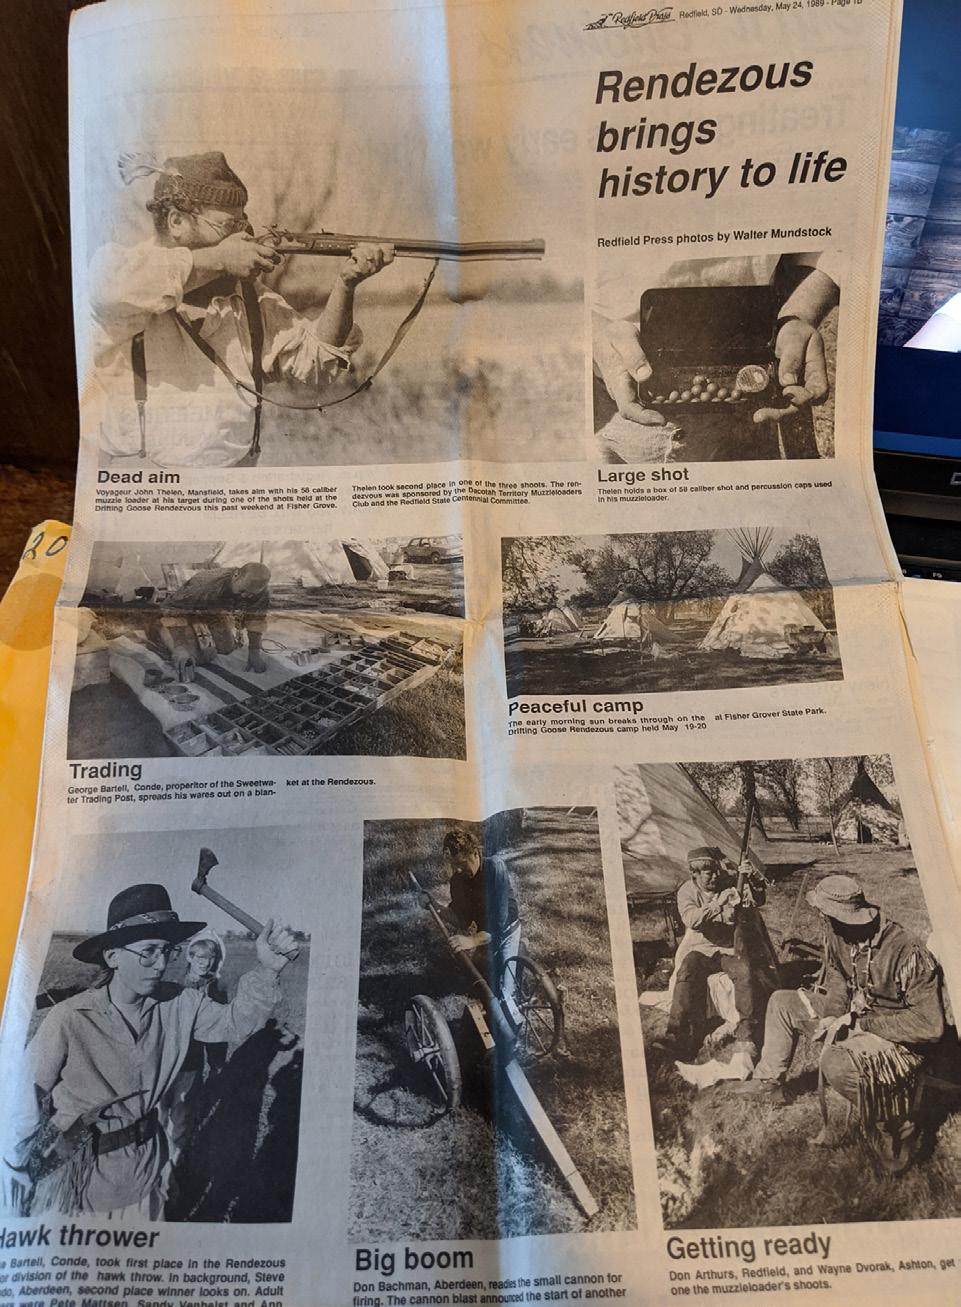 Redfield Press Redfield, SD - Wednesday, May 24, 1989 - Page 1B
Rendezous
brings
history to life
Redfield Press photos by Walter Mundstock
Dead aim
Voyageur John Thelen, Mansfield, takes aim with his 58 caliber
muzzle loader at his target during one of the shots held at the
Drifting Goose Rendezvous this past weekend at Fisher Grove.
Thelen took second place in one of the three shoots. The ren-
dezvous was sponsored by the Dacotah Territory Muzzleloaders
Club and the Redfield State Centennial Committee.
Large shot
Thelen holds a box of 58 caliber shot and percussion caps used
in his muzzleloader.
20
Peaceful camp
The early morning sun breaks through on the
Drifting Goose Rendezous camp held May 19-20
at Fisher Grover State Park.
Trading
George Bartell, Conde, properitor of the Sweetwa-
ter Trading Post, spreads his wares out on a blan-
ket at the Rendezous.
Hawk thrower
Bartell, Conde, took first place in the Rendezous
division of the hawk throw. In background, Steve
Aberdeen, second place winner looks on. Adult
were Pete Mattsen, Sandy Venhelst and Ann
Big boom
Don Bachman, Aberdeen, readies the small cannon for
firing. The cannon blast announced the start of another
Getting ready
Don Arthurs, Redfield, and Wayne Dvorak, Ashton, get
one the muzzleloader's shoots.